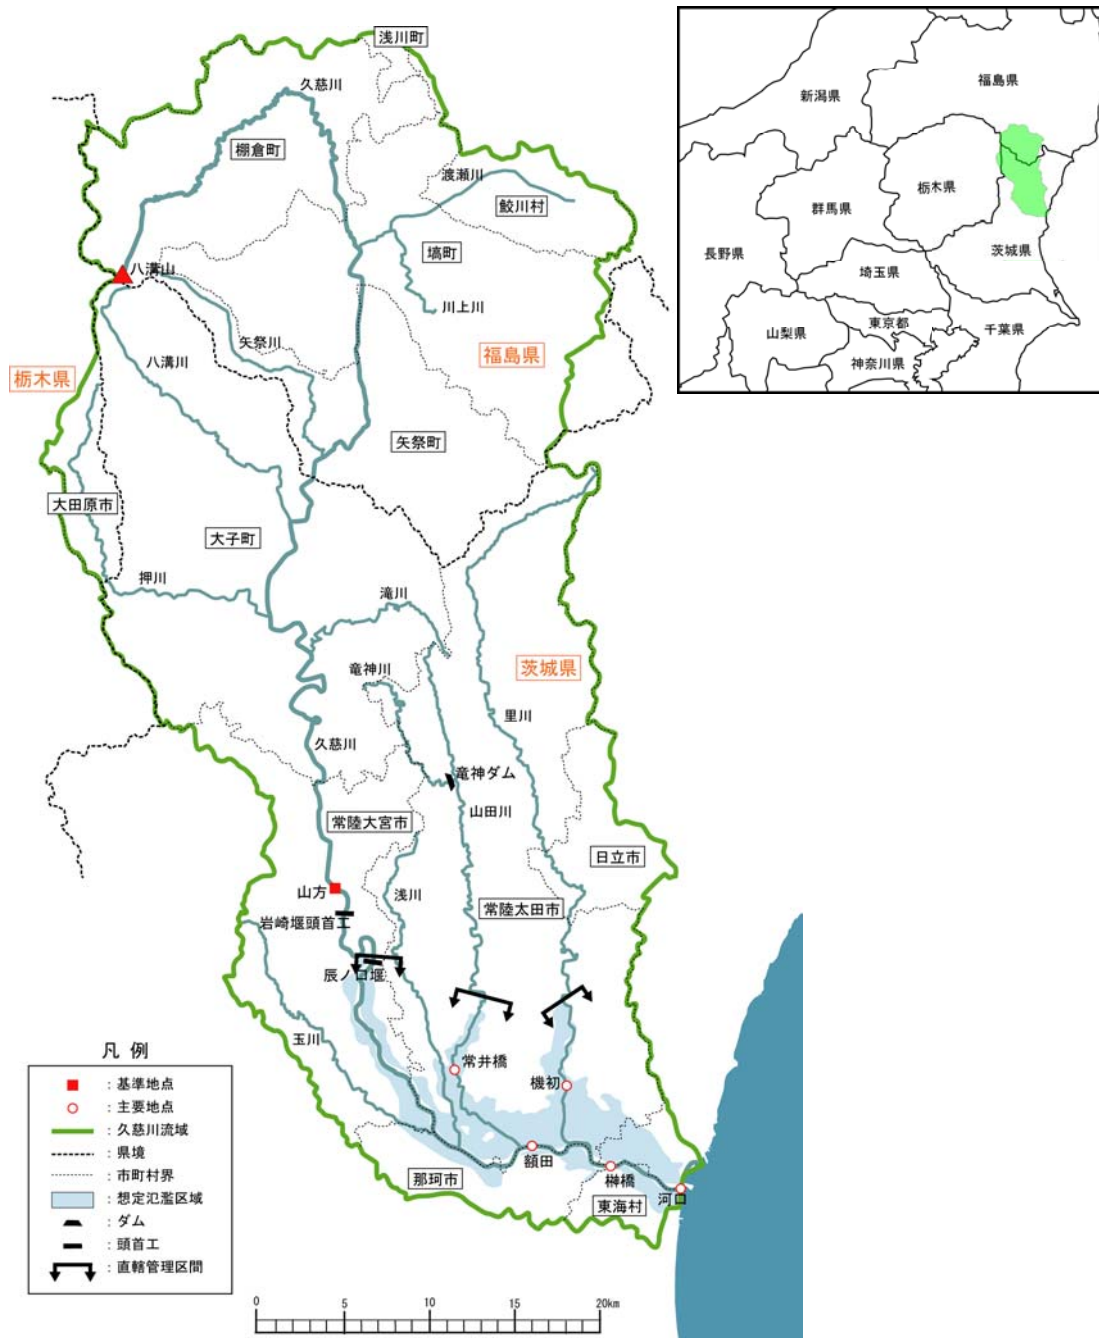 浅川町
久慈川
棚倉町
渡瀬川
鮫川村
塙町
八溝山
川上川
矢祭川
八溝川
福島県
栃木県
矢祭町
大田原市
大子町
押川
滝川
竜神川
茨城県
里川
久慈川
竜神ダム
山田川
常陸大宮市
日立市
山方
浅川
常陸太田市
岩崎堰頭首工
辰ノ口堰
玉川
常井橋
機初
額田
榊橋
那珂市
東海村
河口
凡 例
:基準地点
:主要地点
:久慈川流域
:県境
:市町村界
:想定氾濫区域
:ダム
:頭首工
:直轄管理区間
0 5 10 15 20km
福島県
新潟県
栃木県
群馬県
長野県
茨城県
埼玉県
東京都
山梨県
千葉県
神奈川県